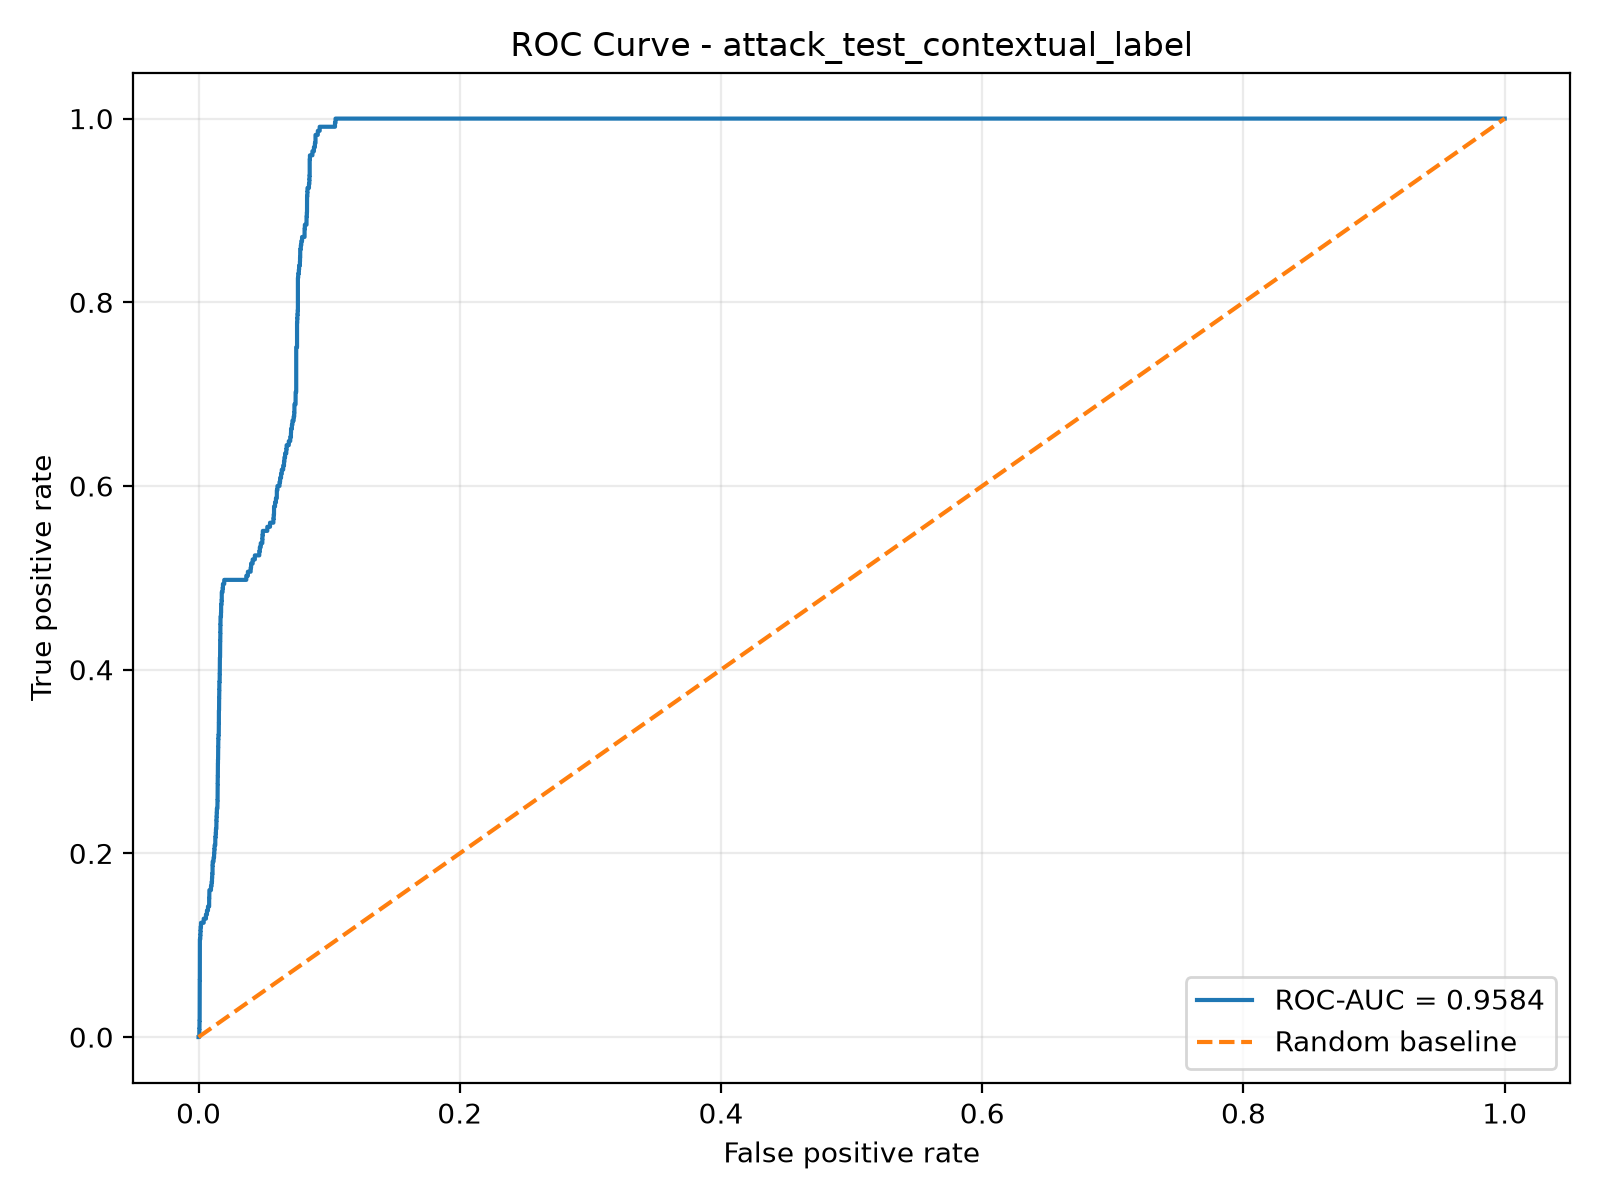 ROC Curve - attack_test_contextual_label
True positive rate
1.0
0.8
0.6
0.4
0.2
0.0
ROC-AUC = 0.9584
Random baseline
0.0 0.2 0.4 0.6 0.8 1.0
False positive rate